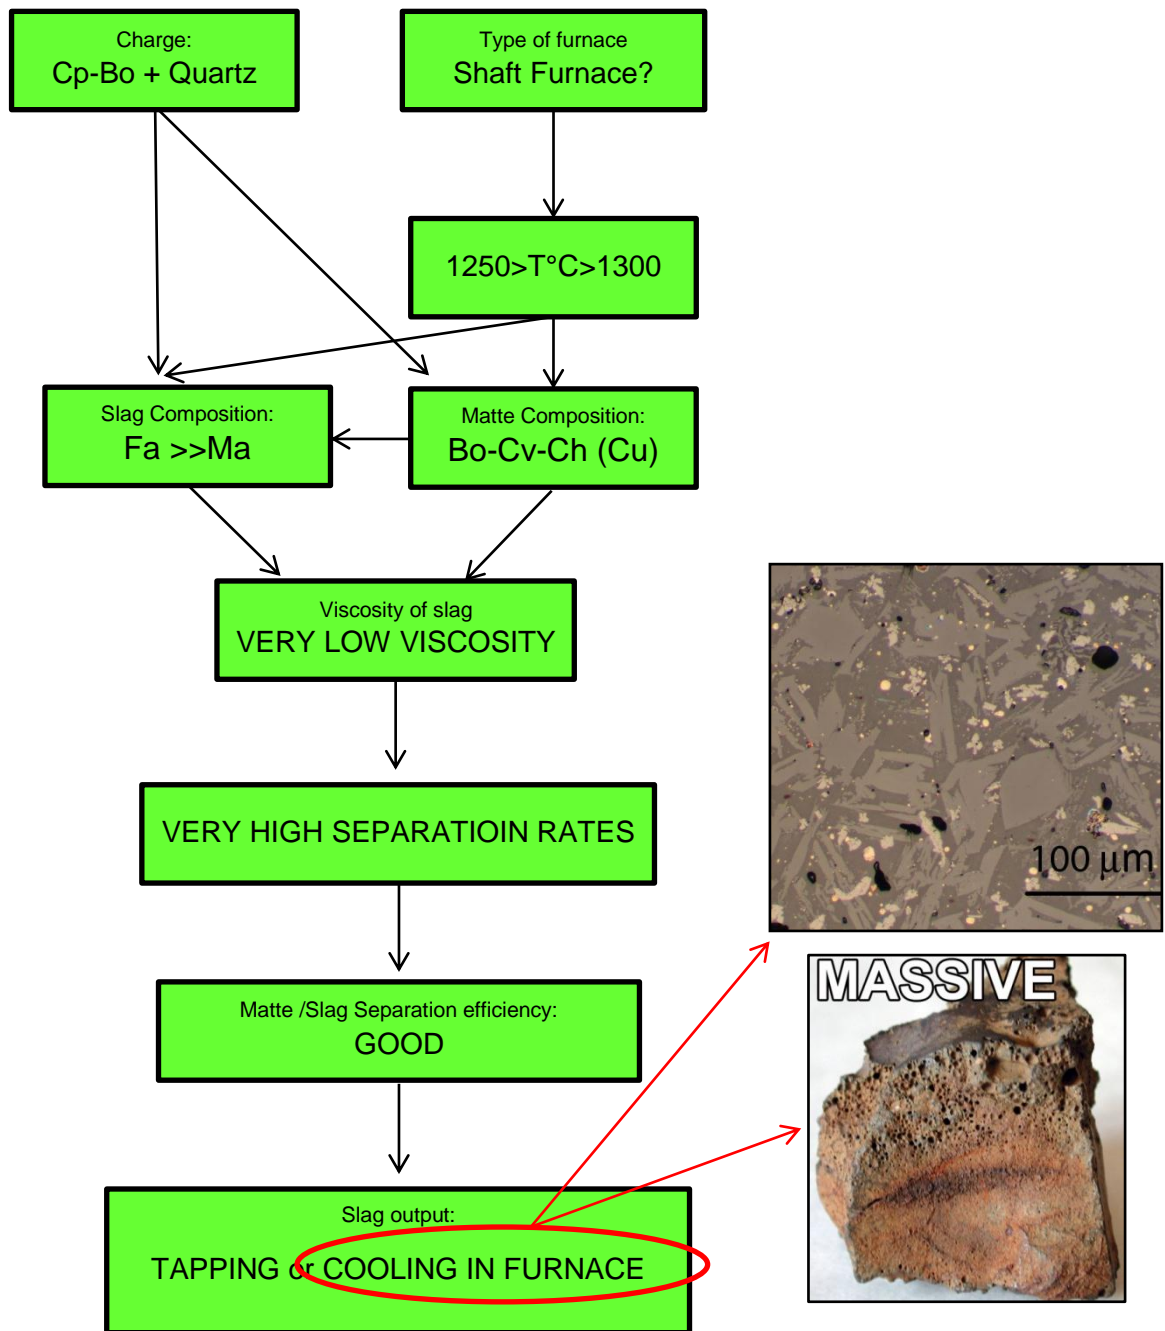 Charge:
Cp-Bo + Quartz
Type of furnace
Shaft Furnace?
1250>T°C>1300
Slag Composition:
Fa >>Ma
Matte Composition:
Bo-Cv-Ch (Cu)
Viscosity of slag
VERY LOW VISCOSITY
VERY HIGH SEPARATIOIN RATES
100 μm
MASSIVE
Matte /Slag Separation efficiency:
GOOD
Slag output:
TAPPING or COOLING IN FURNACE